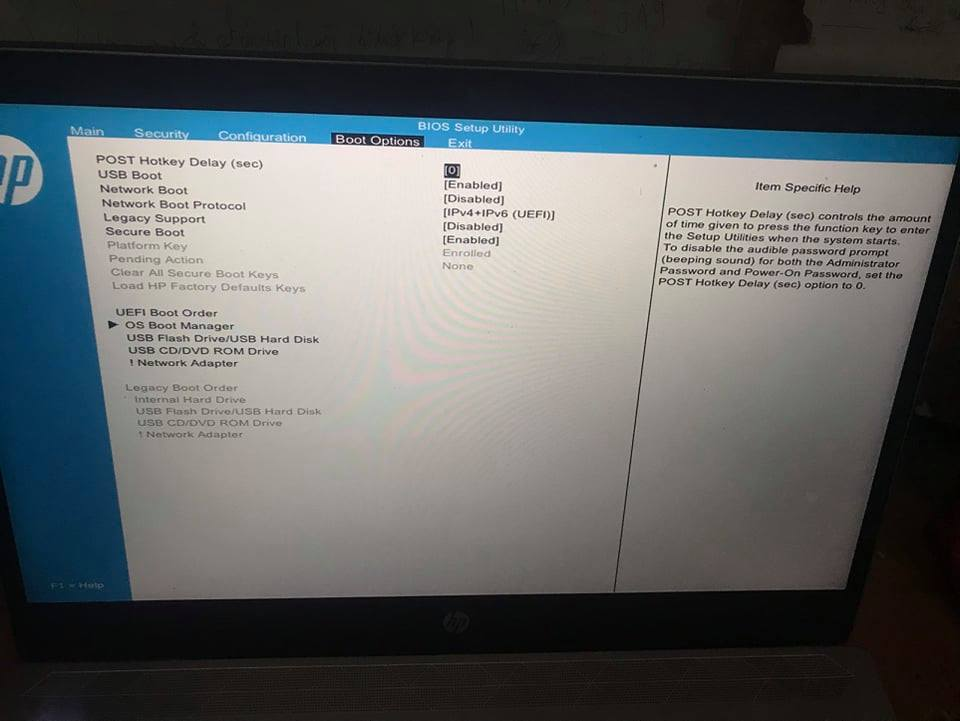 hp
BIOS Setup Utility
Main Security Configuration Boot Options Exit
POST Hotkey Delay (sec) [0]
USB Boot [Enabled]
Network Boot [Disabled]
Network Boot Protocol [IPv4+IPv6 (UEFI)]
Legacy Support [Disabled]
Secure Boot [Enabled]
Platform Key Enrolled
Pending Action None
Clear All Secure Boot Keys
Load HP Factory Defaults Keys
UEFI Boot Order
OS Boot Manager
USB Flash Drive/USB Hard Disk
USB CD/DVD ROM Drive
! Network Adapter
Legacy Boot Order
Internal Hard Drive
USB Flash Drive/USB Hard Disk
USB CD/DVD ROM Drive
! Network Adapter
Item Specific Help
POST Hotkey Delay (sec) controls the amount
of time given to press the function key to enter
the Setup Utilities when the system starts.
To disable the audible password prompt
(beeping sound) for both the Administrator
Password and Power-On Password, set the
POST Hotkey Delay (sec) option to 0.
F1 = Help
hp